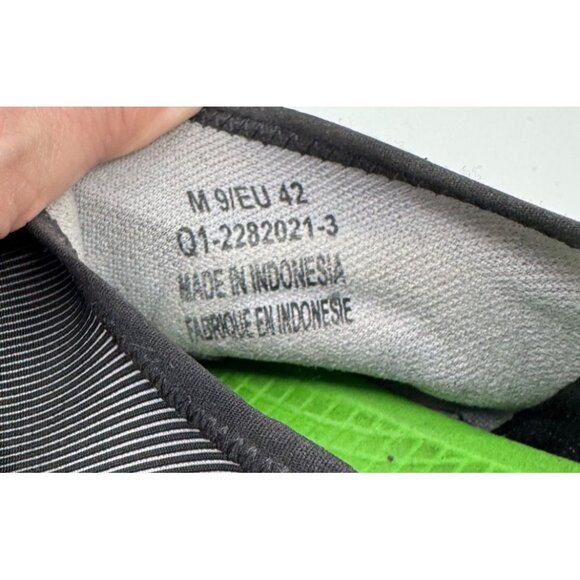 M 9/EU 42
Q1-2282021-3
MADE IN INDONESIA
FABRIQUE EN INDONESIE